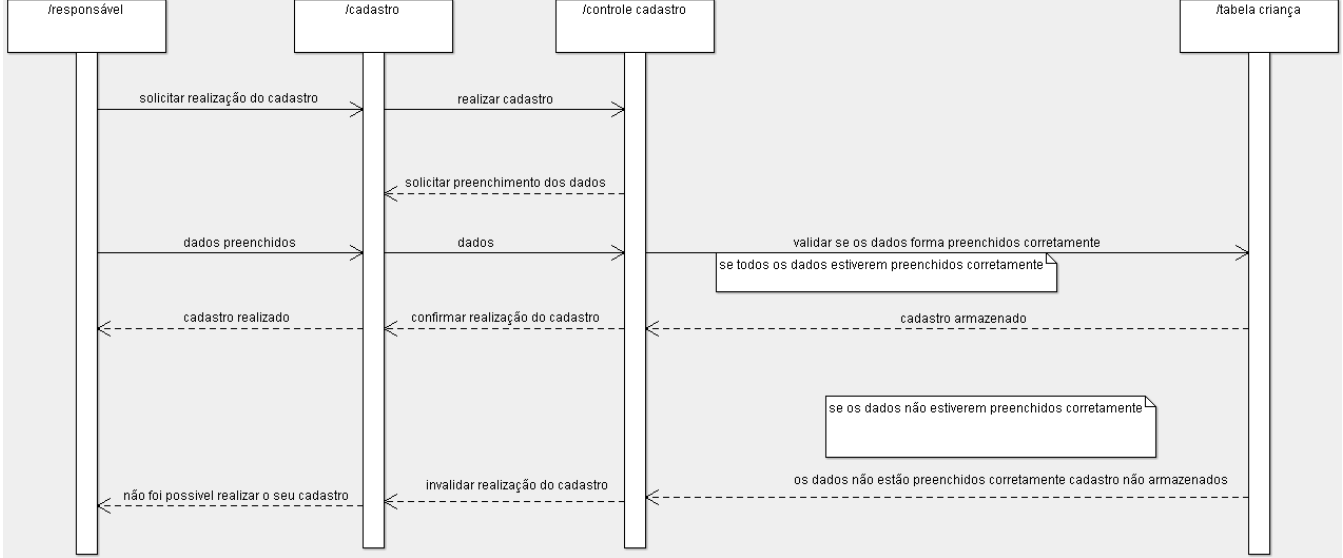 /responsável
/cadastro
/controle cadastro
/tabela criança
solicitar realização do cadastro
realizar cadastro
solicitar preenchimento dos dados
dados preenchidos
dados
validar se os dados forma preenchidos corretamente
se todos os dados estiverem preenchidos corretamente
cadastro realizado
confirmar realização do cadastro
cadastro armazenado
se os dados não estiverem preenchidos corretamente
não foi possivel realizar o seu cadastro
invalidar realização do cadastro
os dados não estão preenchidos corretamente cadastro não armazenados